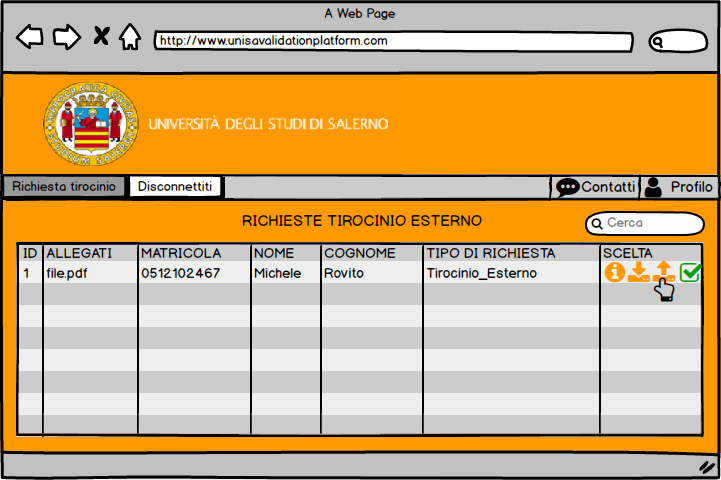 A Web Page
http://www.unisavalidationplatform.com
UNIVERSITÀ DEGLI STUDI DI SALERNO
Richiesta tirocinio Disconnettiti Contatti Profilo
RICHIESTE TIROCINIO ESTERNO Cerca
ID ALLEGATI MATRICOLA NOME COGNOME TIPO DI RICHIESTA SCELTA
1 file.pdf 0512102467 Michele Rovito Tirocinio_Esterno